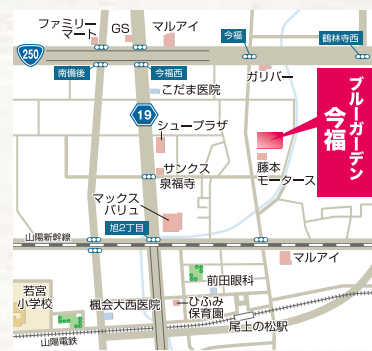 ファミリー
マート
GS
マルアイ
今福
鶴林寺西
250
南備後
今福西
ガリバー
こだま医院
ブルーガーデン
今福
19
シュープラザ
サンクス
泉福寺
藤本
モータース
マックス
バリュ
旭2丁目
山陽新幹線
マルアイ
前田眼科
若宮
小学校
楓会大西医院
ひふみ
保育園
尾上の松駅
山陽電鉄